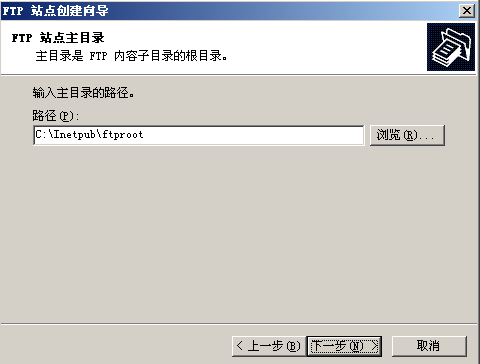 FTP 站点创建向导
FTP 站点主目录
主目录是 FTP 内容子目录的根目录。
输入主目录的路径。
路径(P):
C:\Inetpub\ftproot
浏览(R)...
< 上一步(B)
下一步(N) >
取消